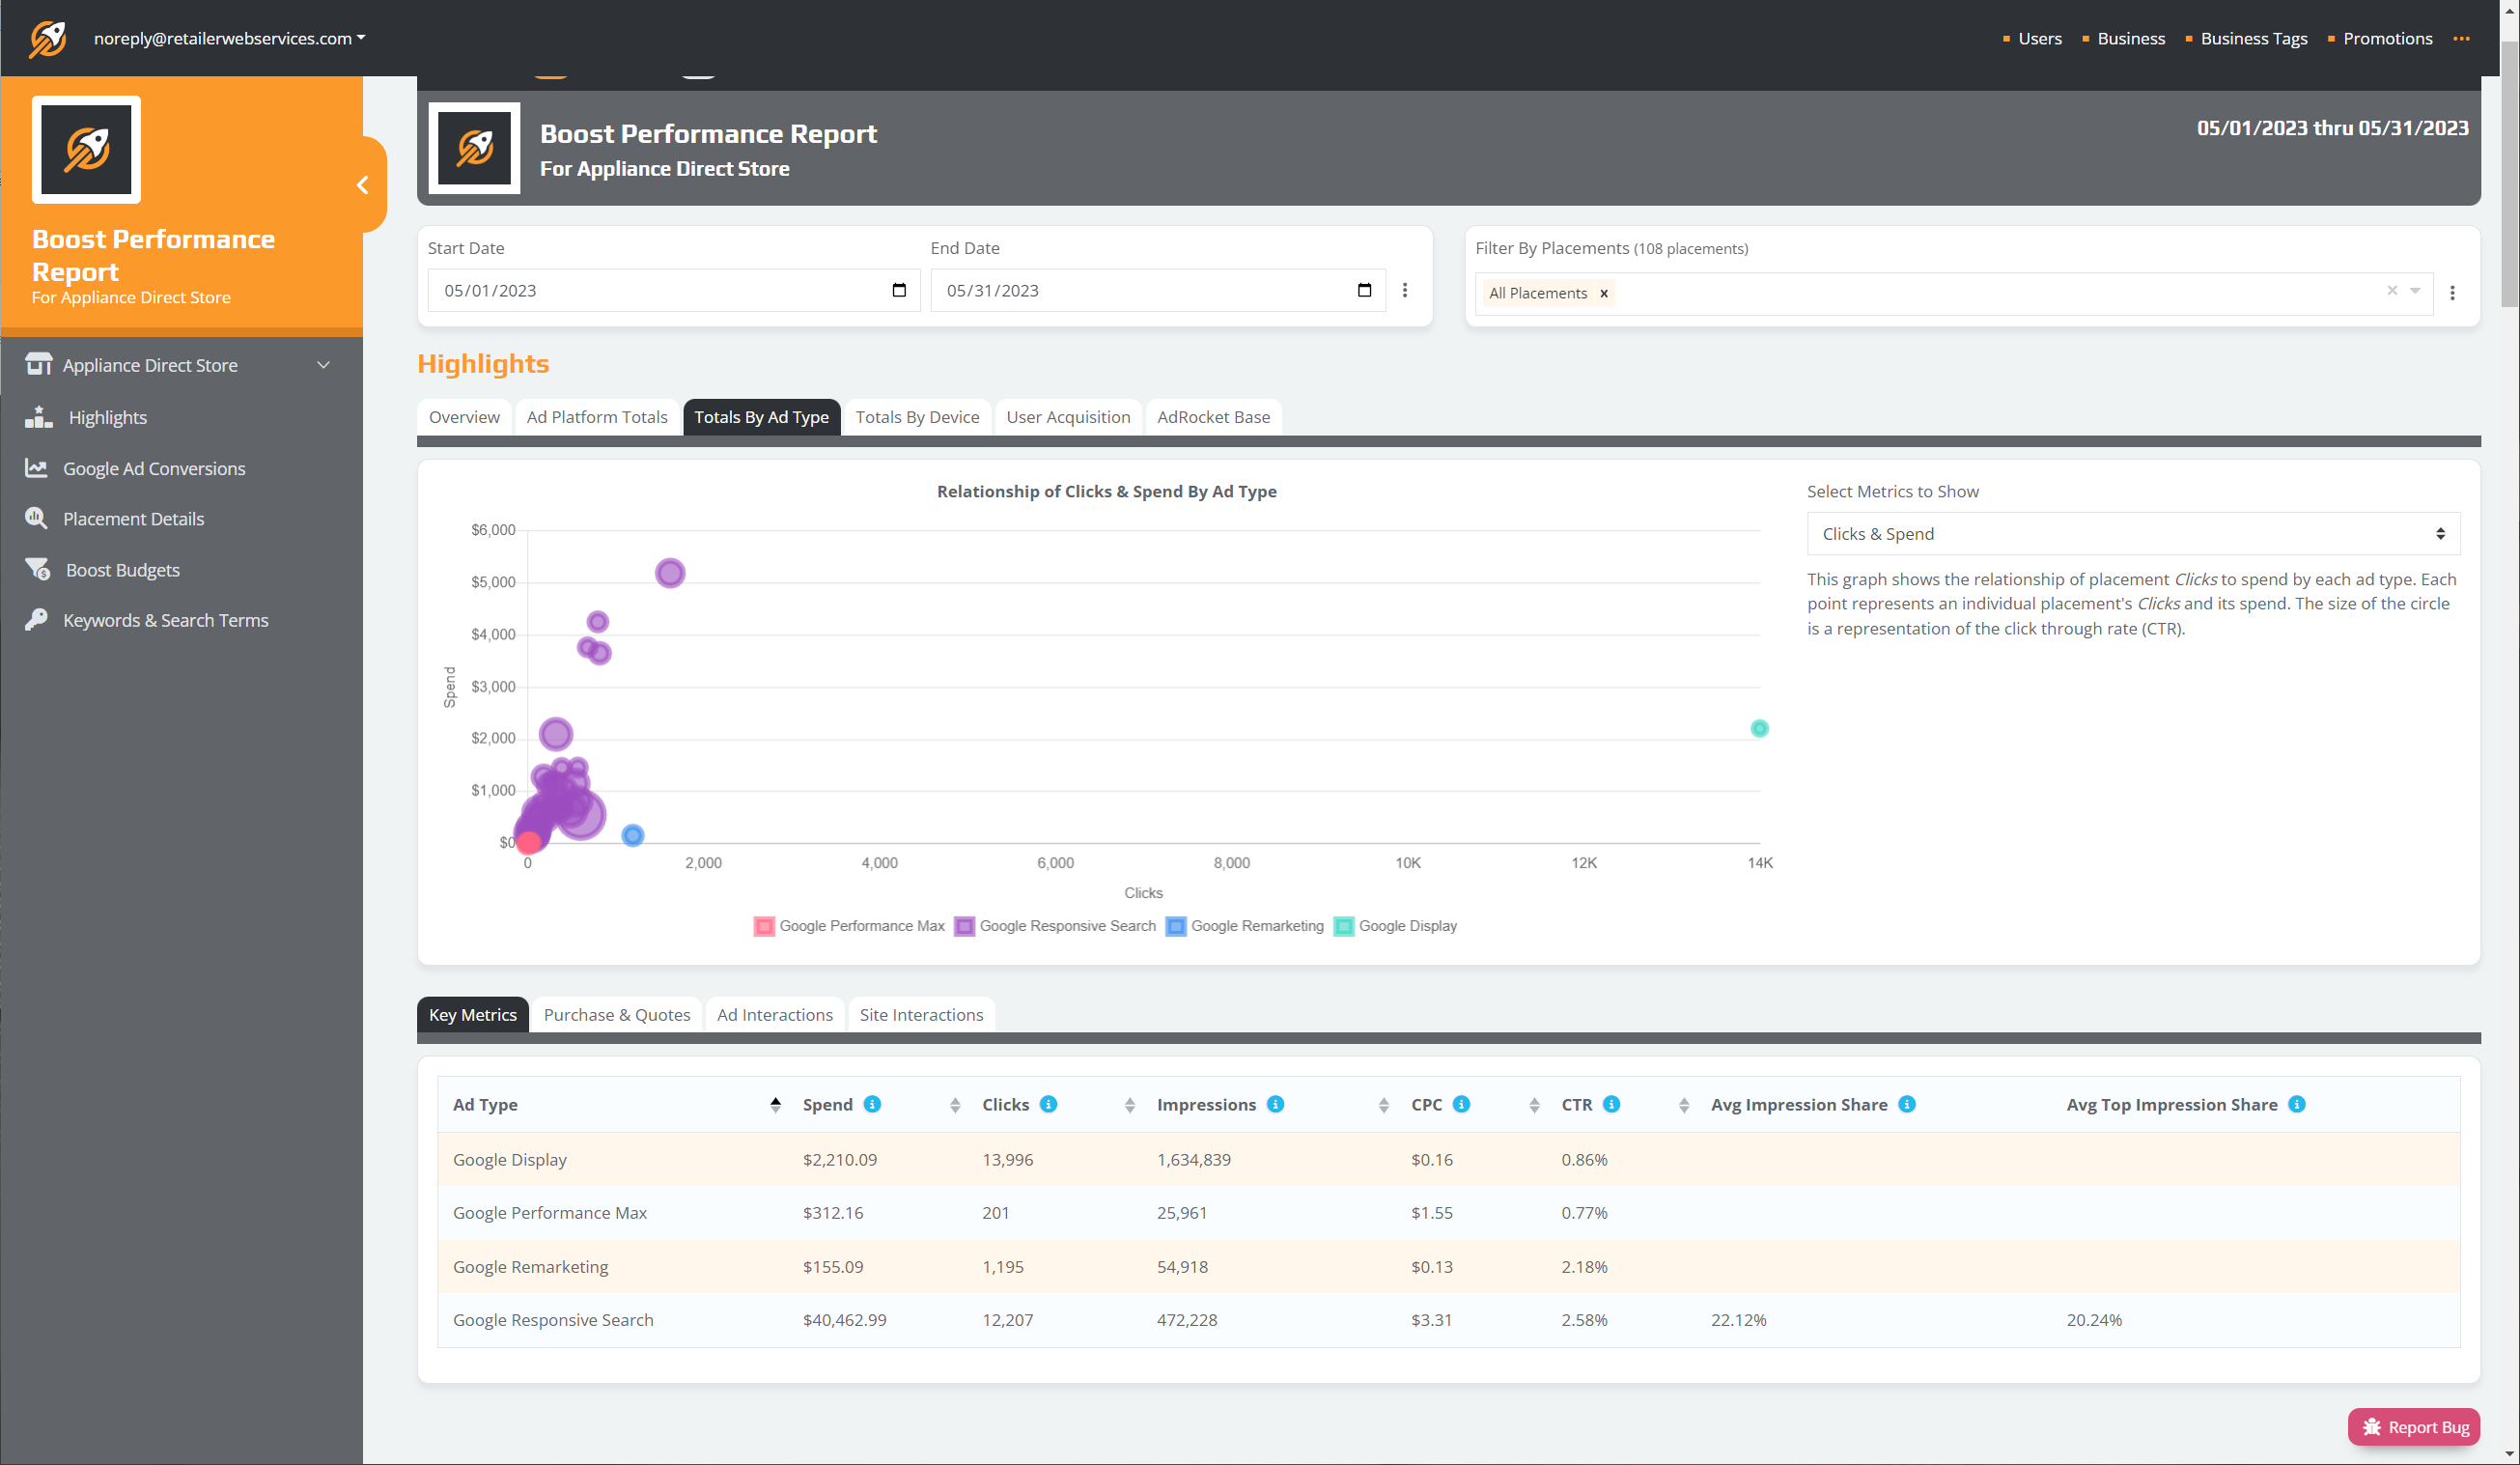 noreply@retailerwebservices.com
Users
Business
Business Tags
Promotions
Boost Performance
Report
For Appliance Direct Store
Appliance Direct Store
Highlights
Google Ad Conversions
Placement Details
Boost Budgets
Keywords & Search Terms
Boost Performance Report
For Appliance Direct Store
05/01/2023 thru 05/31/2023
Start Date
05/01/2023
End Date
05/31/2023
Filter By Placements (108 placements)
All Placements x
Highlights
Overview
Ad Platform Totals
Totals By Ad Type
Totals By Device
User Acquisition
AdRocket Base
Relationship of Clicks & Spend By Ad Type
$6,000
$5,000
$4,000
$3,000
$2,000
$1,000
$0
Spend
0
2,000
4,000
6,000
8,000
10K
12K
14K
Clicks
Google Performance Max
Google Responsive Search
Google Remarketing
Google Display
Select Metrics to Show
Clicks & Spend
This graph shows the relationship of placement Clicks to spend by each ad type. Each
point represents an individual placement's Clicks and its spend. The size of the circle
is a representation of the click through rate (CTR).
Key Metrics
Purchase & Quotes
Ad Interactions
Site Interactions
Ad Type Spend Clicks Impressions CPC CTR Avg Impression Share Avg Top Impression Share
Google Display $2,210.09 13,996 1,634,839 $0.16 0.86%
Google Performance Max $312.16 201 25,961 $1.55 0.77%
Google Remarketing $155.09 1,195 54,918 $0.13 2.18%
Google Responsive Search $40,462.99 12,207 472,228 $3.31 2.58% 22.12% 20.24%
Report Bug